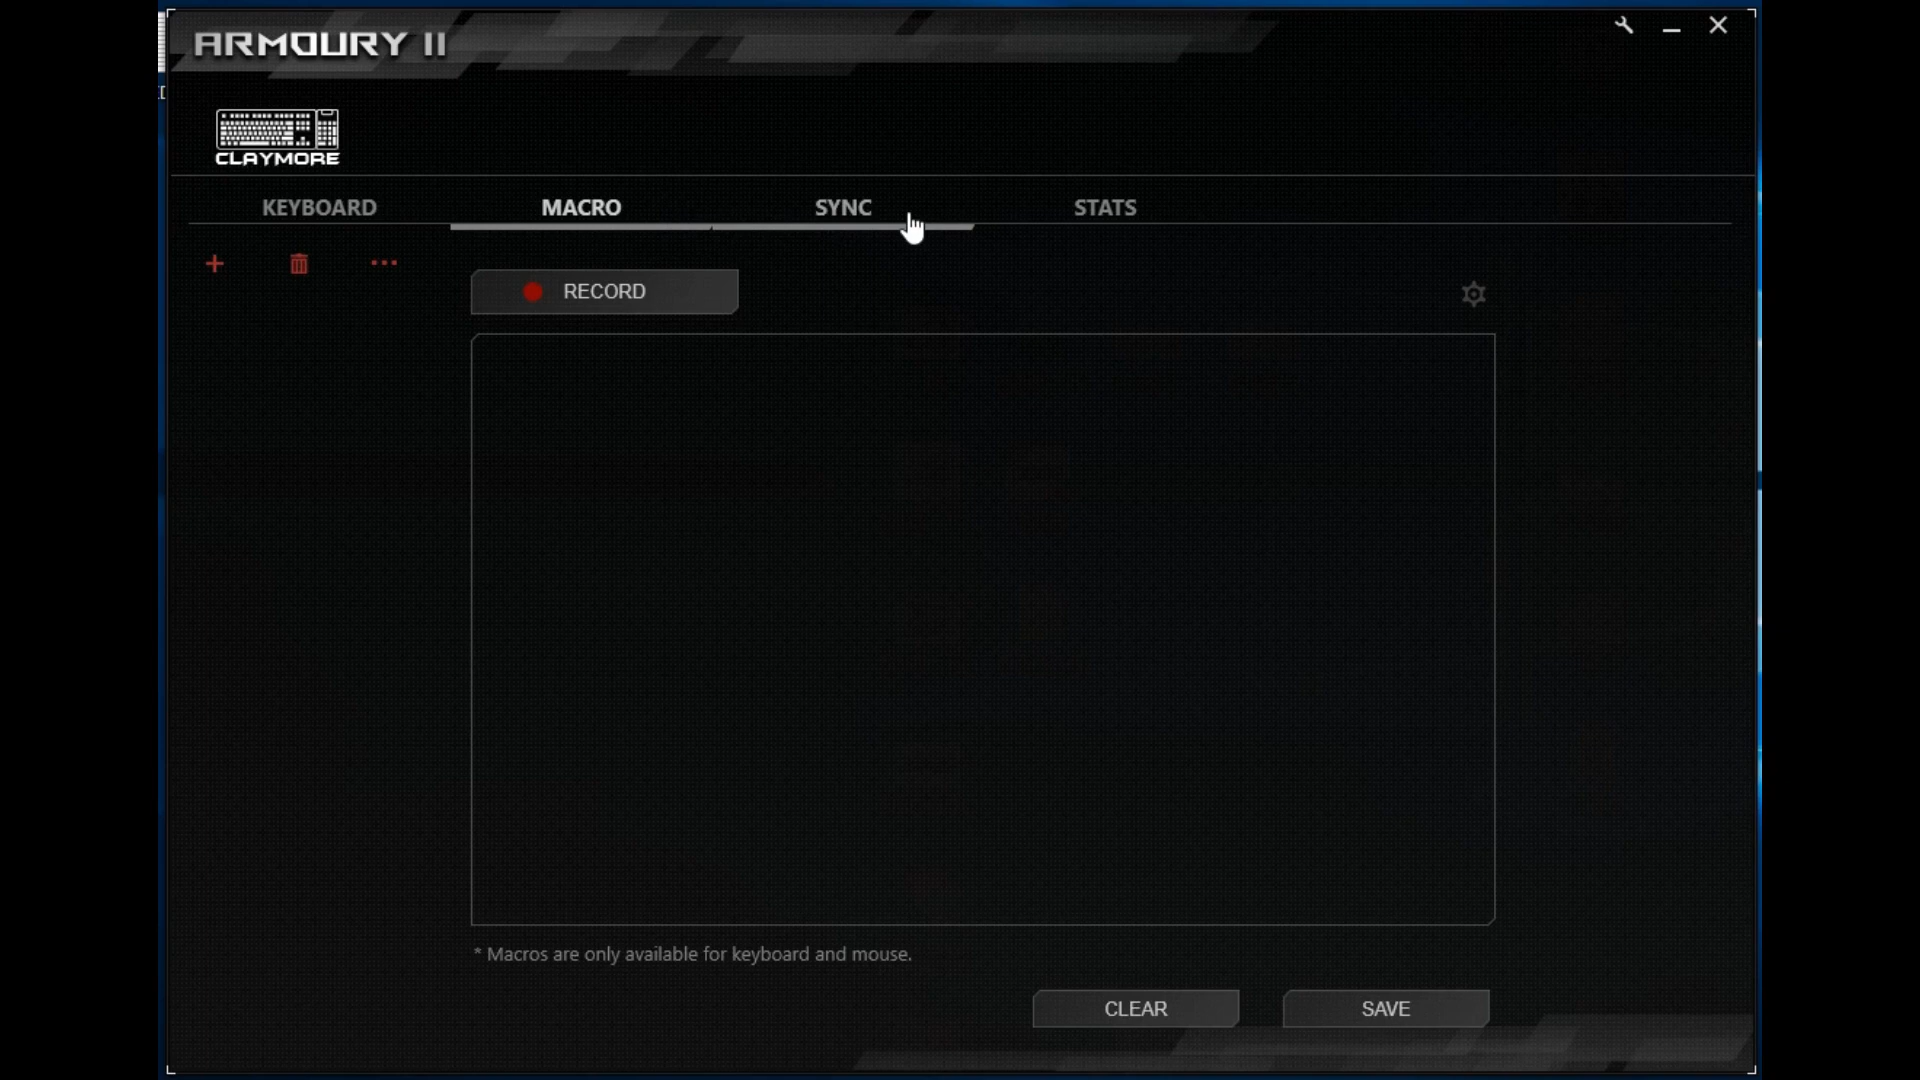 ARMOURY II
CLAYMORE
KEYBOARD MACRO SYNC STATS
RECORD
* Macros are only available for keyboard and mouse.
CLEAR SAVE